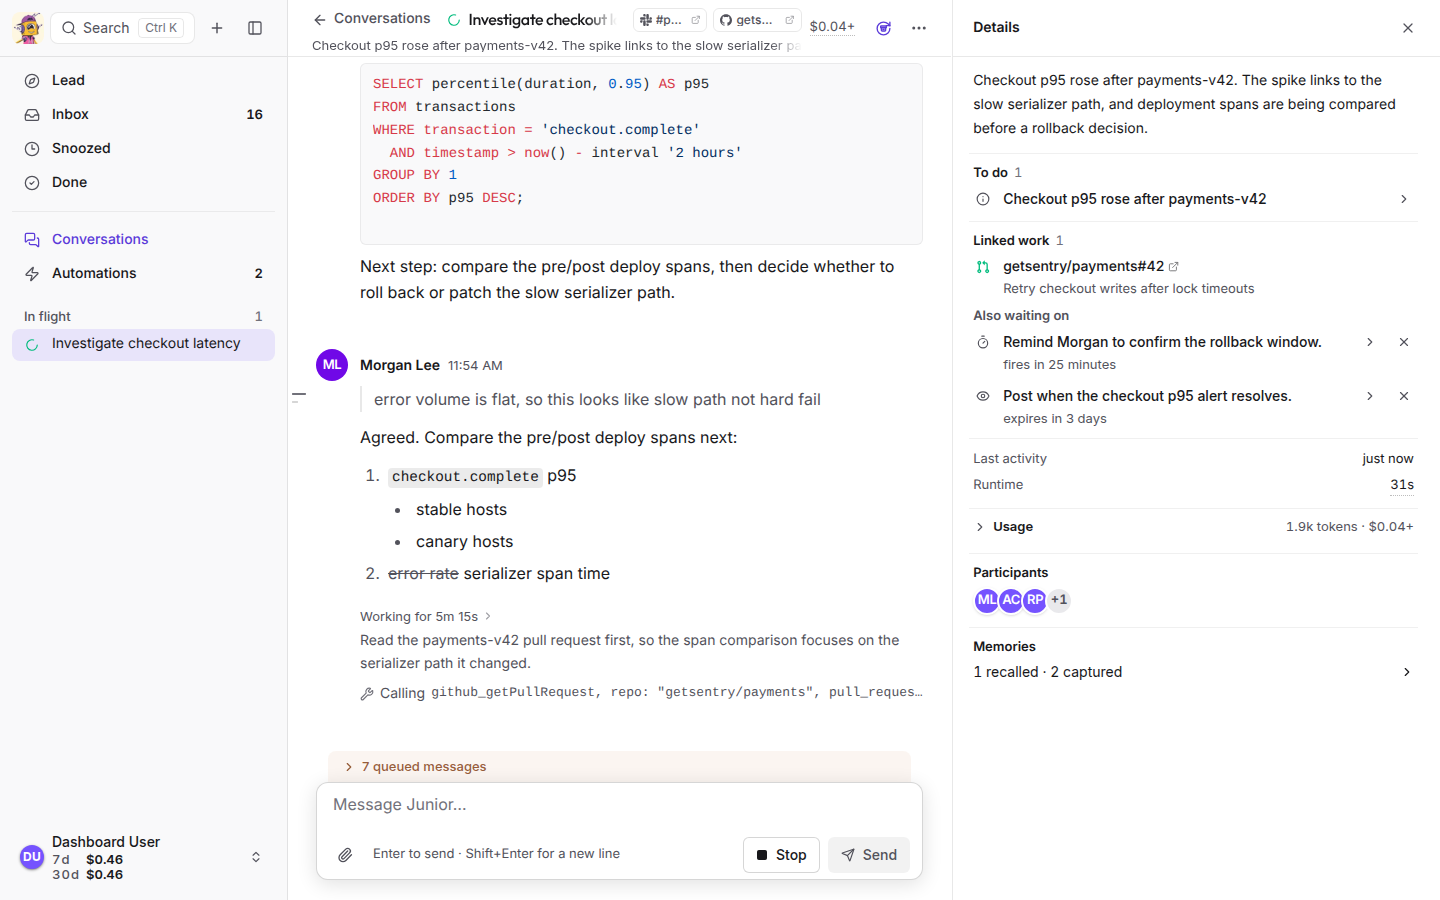 Search
Ctrl K
Lead
Inbox
16
Snoozed
Done
Conversations
Automations
2
In flight
1
Investigate checkout latency
DU
Dashboard User
7d $0.46
30d $0.46
Conversations
Investigate checkout l
#p...
gets...
$0.04+
Checkout p95 rose after payments-v42. The spike links to the slow serializer pa
SELECT percentile(duration, 0.95) AS p95
FROM transactions
WHERE transaction = 'checkout.complete'
AND timestamp > now() - interval '2 hours'
GROUP BY 1
ORDER BY p95 DESC;
Next step: compare the pre/post deploy spans, then decide whether to
roll back or patch the slow serializer path.
ML
Morgan Lee 11:54 AM
error volume is flat, so this looks like slow path not hard fail
Agreed. Compare the pre/post deploy spans next:
1. checkout.complete p95
• stable hosts
• canary hosts
2. error rate serializer span time
Working for 5m 15s
Read the payments-v42 pull request first, so the span comparison focuses on the
serializer path it changed.
Calling github_getPullRequest, repo: "getsentry/payments", pull_reques…
7 queued messages
Message Junior...
Enter to send · Shift+Enter for a new line
Stop
Send
Details
Checkout p95 rose after payments-v42. The spike links to the
slow serializer path, and deployment spans are being compared
before a rollback decision.
To do 1
Checkout p95 rose after payments-v42
Linked work 1
getsentry/payments#42
Retry checkout writes after lock timeouts
Also waiting on
Remind Morgan to confirm the rollback window.
fires in 25 minutes
Post when the checkout p95 alert resolves.
expires in 3 days
Last activity
just now
Runtime
31s
Usage
1.9k tokens · $0.04+
Participants
ML AC RP +1
Memories
1 recalled · 2 captured